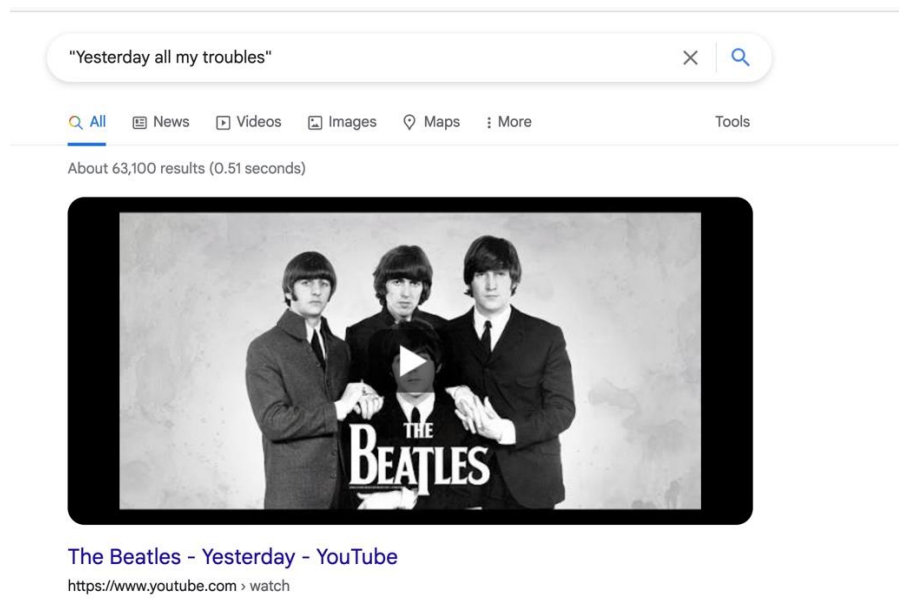 "Yesterday all my troubles"
All News Videos Images Maps More Tools
About 63,100 results (0.51 seconds)
THE
BEATLES
The Beatles - Yesterday - YouTube
https://www.youtube.com › watch